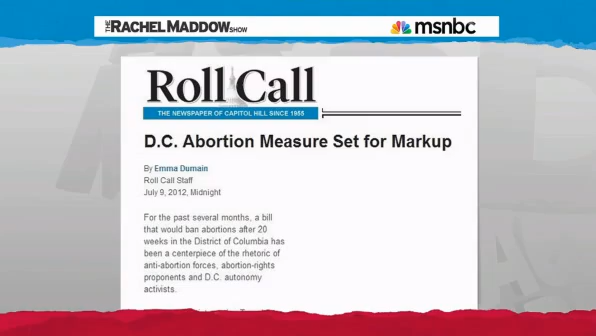 THE RACHEL MADDOW SHOW
msnbc
Roll Call
THE NEWSPAPER OF CAPITOL HILL SINCE 1955
D.C. Abortion Measure Set for Markup
By Emma Dumain
Roll Call Staff
July 9, 2012, Midnight
For the past several months, a bill
that would ban abortions after 20
weeks in the District of Columbia has
been a centerpiece of the rhetoric of
anti-abortion forces, abortion-rights
proponents and D.C. autonomy
activists.